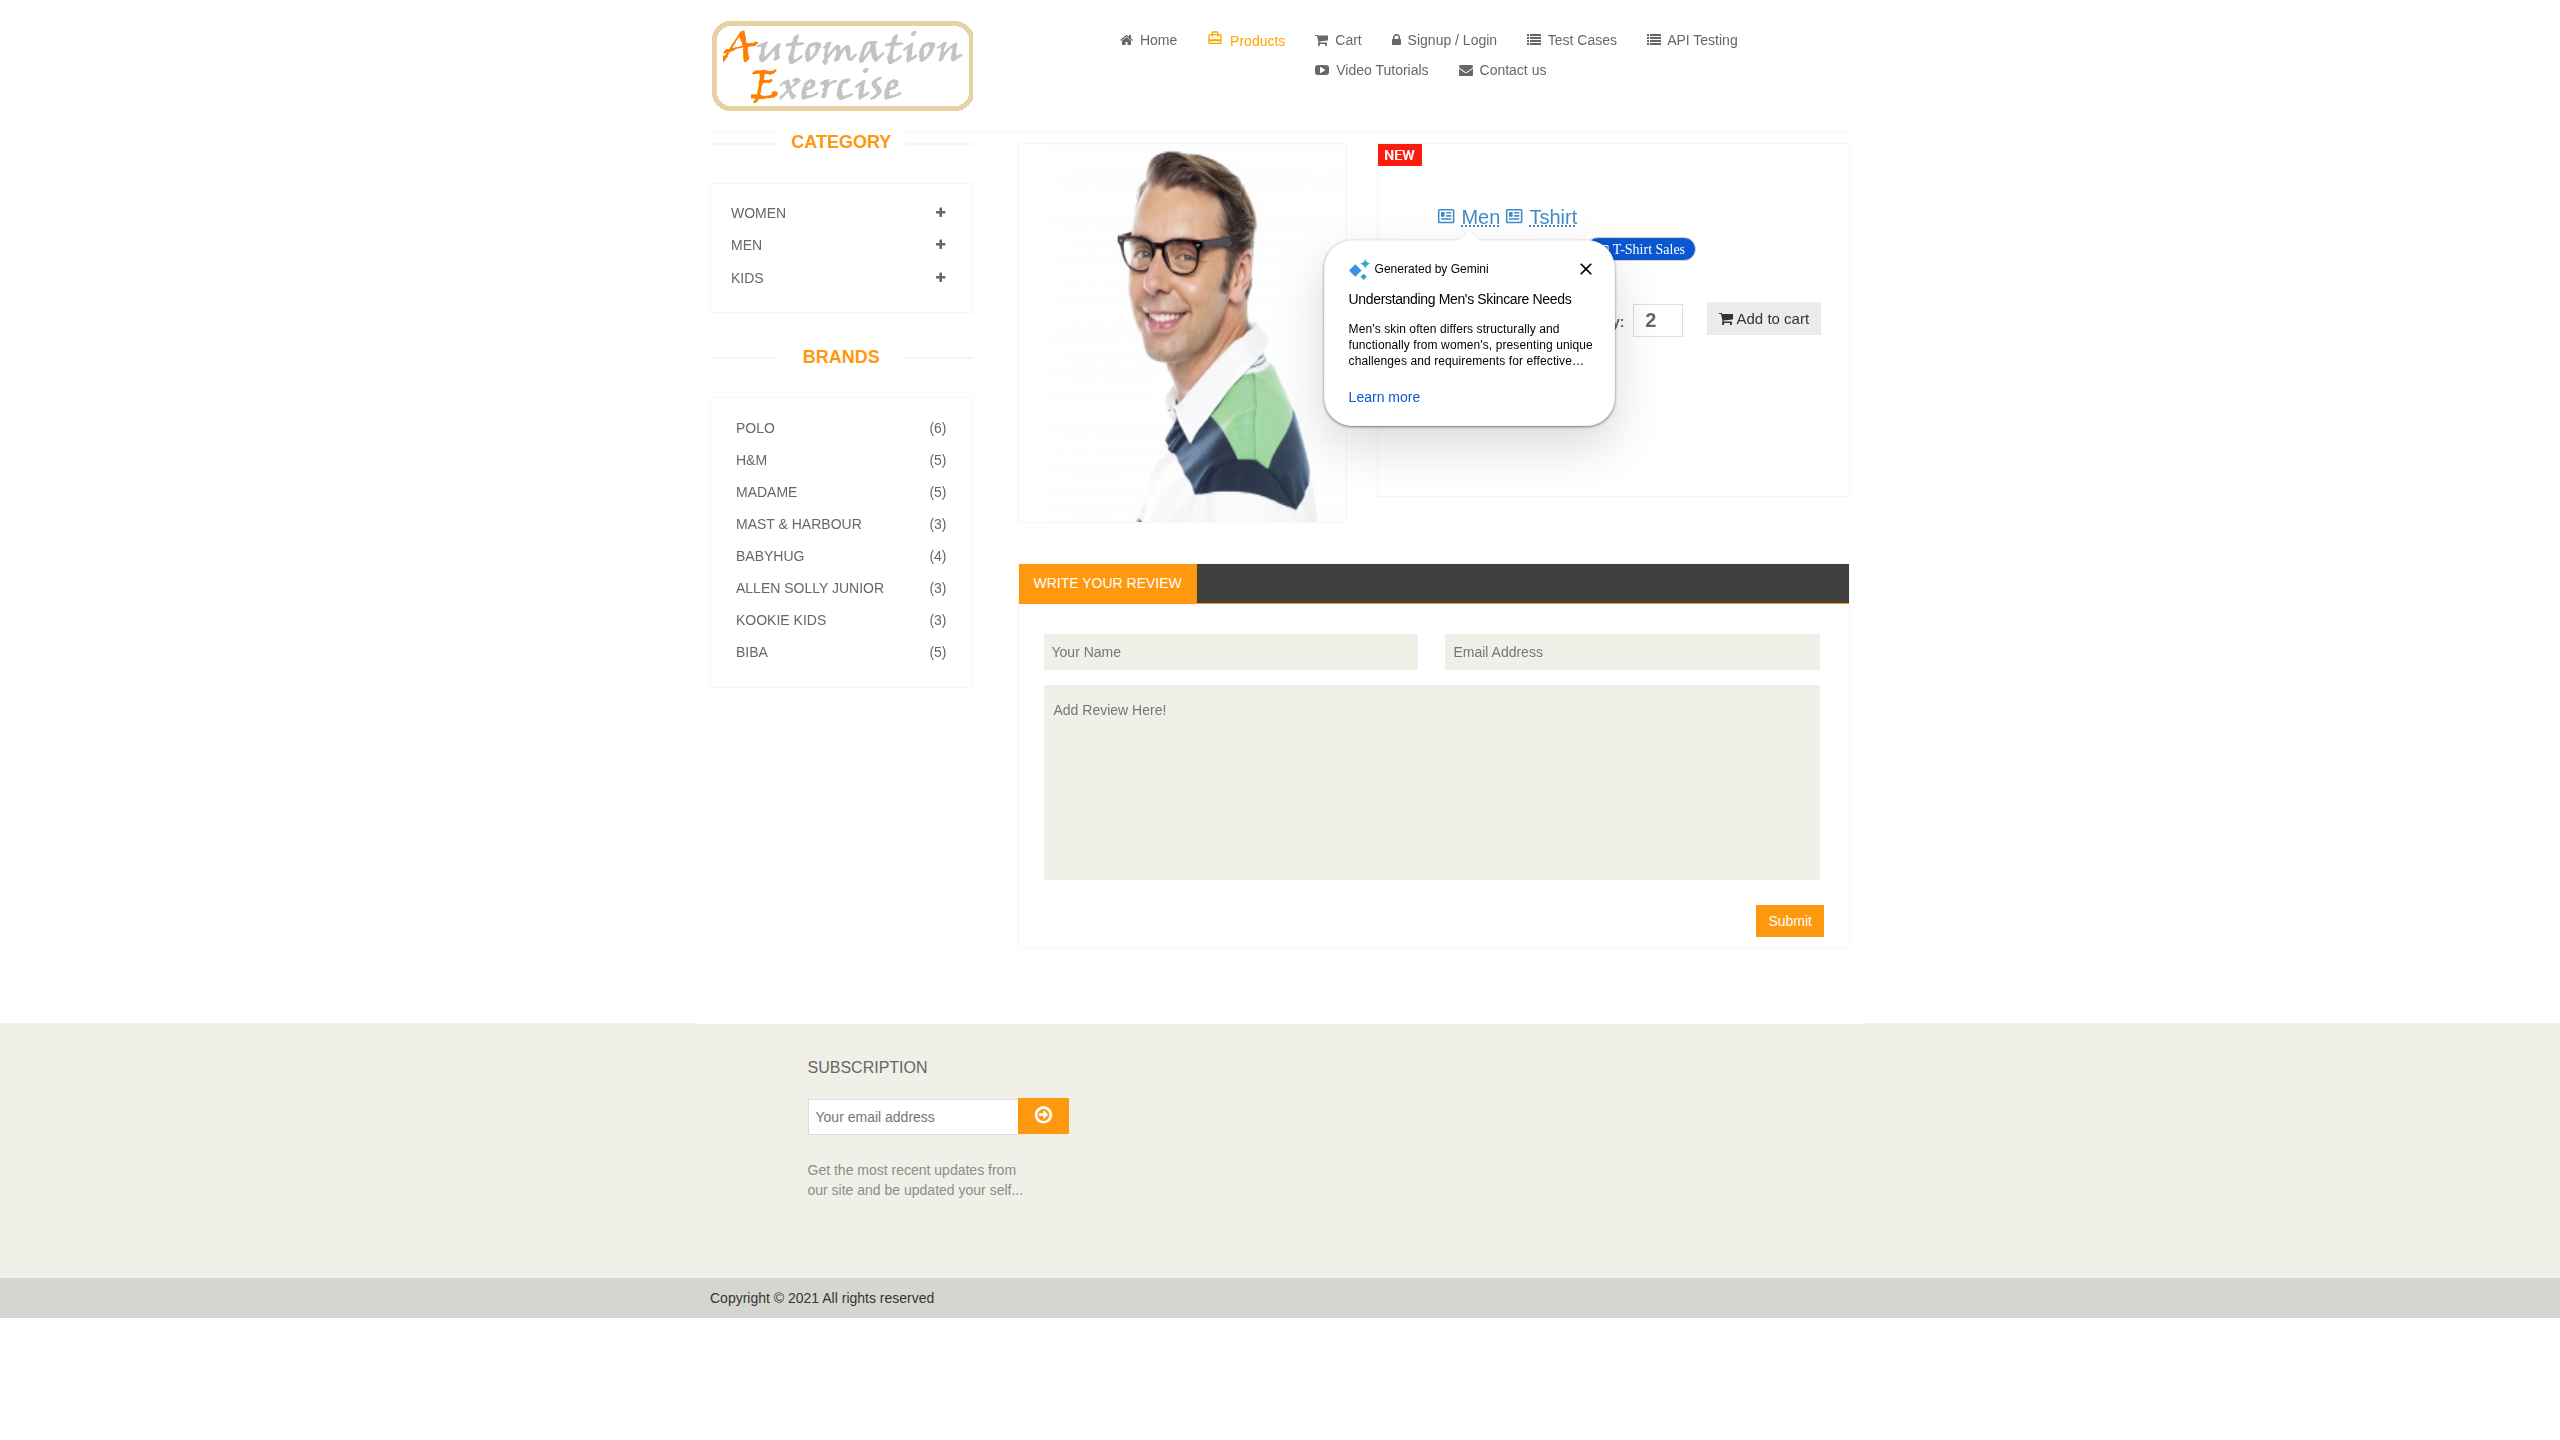 Automation
Exercise
Home
Products
Cart
Signup / Login
Test Cases
API Testing
Video Tutorials
Contact us
CATEGORY
WOMEN
MEN
KIDS
BRANDS
POLO (6)
H&M (5)
MADAME (5)
MAST & HARBOUR (3)
BABYHUG (4)
ALLEN SOLLY JUNIOR (3)
KOOKIE KIDS (3)
BIBA (5)
NEW
Men Tshirt
T-Shirt Sales
Generated by Gemini
Understanding Men's Skincare Needs
Men's skin often differs structurally and
functionally from women's, presenting unique
challenges and requirements for effective…
Learn more
y: 2
Add to cart
WRITE YOUR REVIEW
Your Name
Email Address
Add Review Here!
Submit
SUBSCRIPTION
Your email address
Get the most recent updates from
our site and be updated your self...
Copyright © 2021 All rights reserved